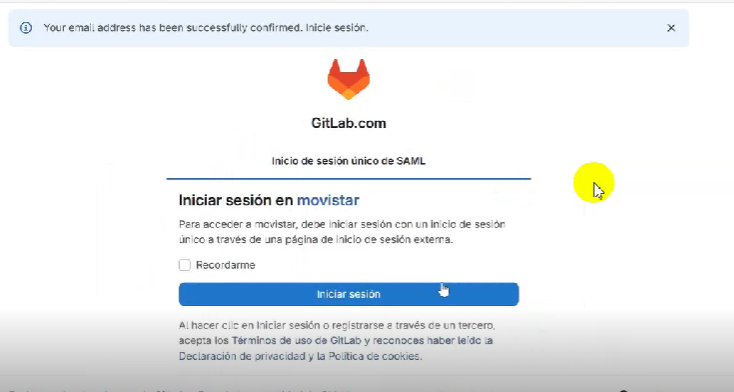 Your email address has been successfully confirmed. Inicie sesión.
GitLab.com
Inicio de sesión único de SAML
Iniciar sesión en movistar
Para acceder a movistar, debe iniciar sesión con un inicio de sesión
único a través de una página de inicio de sesión externa.
Recordarme
Iniciar sesión
Al hacer clic en Iniciar sesión o registrarse a través de un tercero,
acepta los Términos de uso de GitLab y reconoces haber leído la
Declaración de privacidad y la Política de cookies.